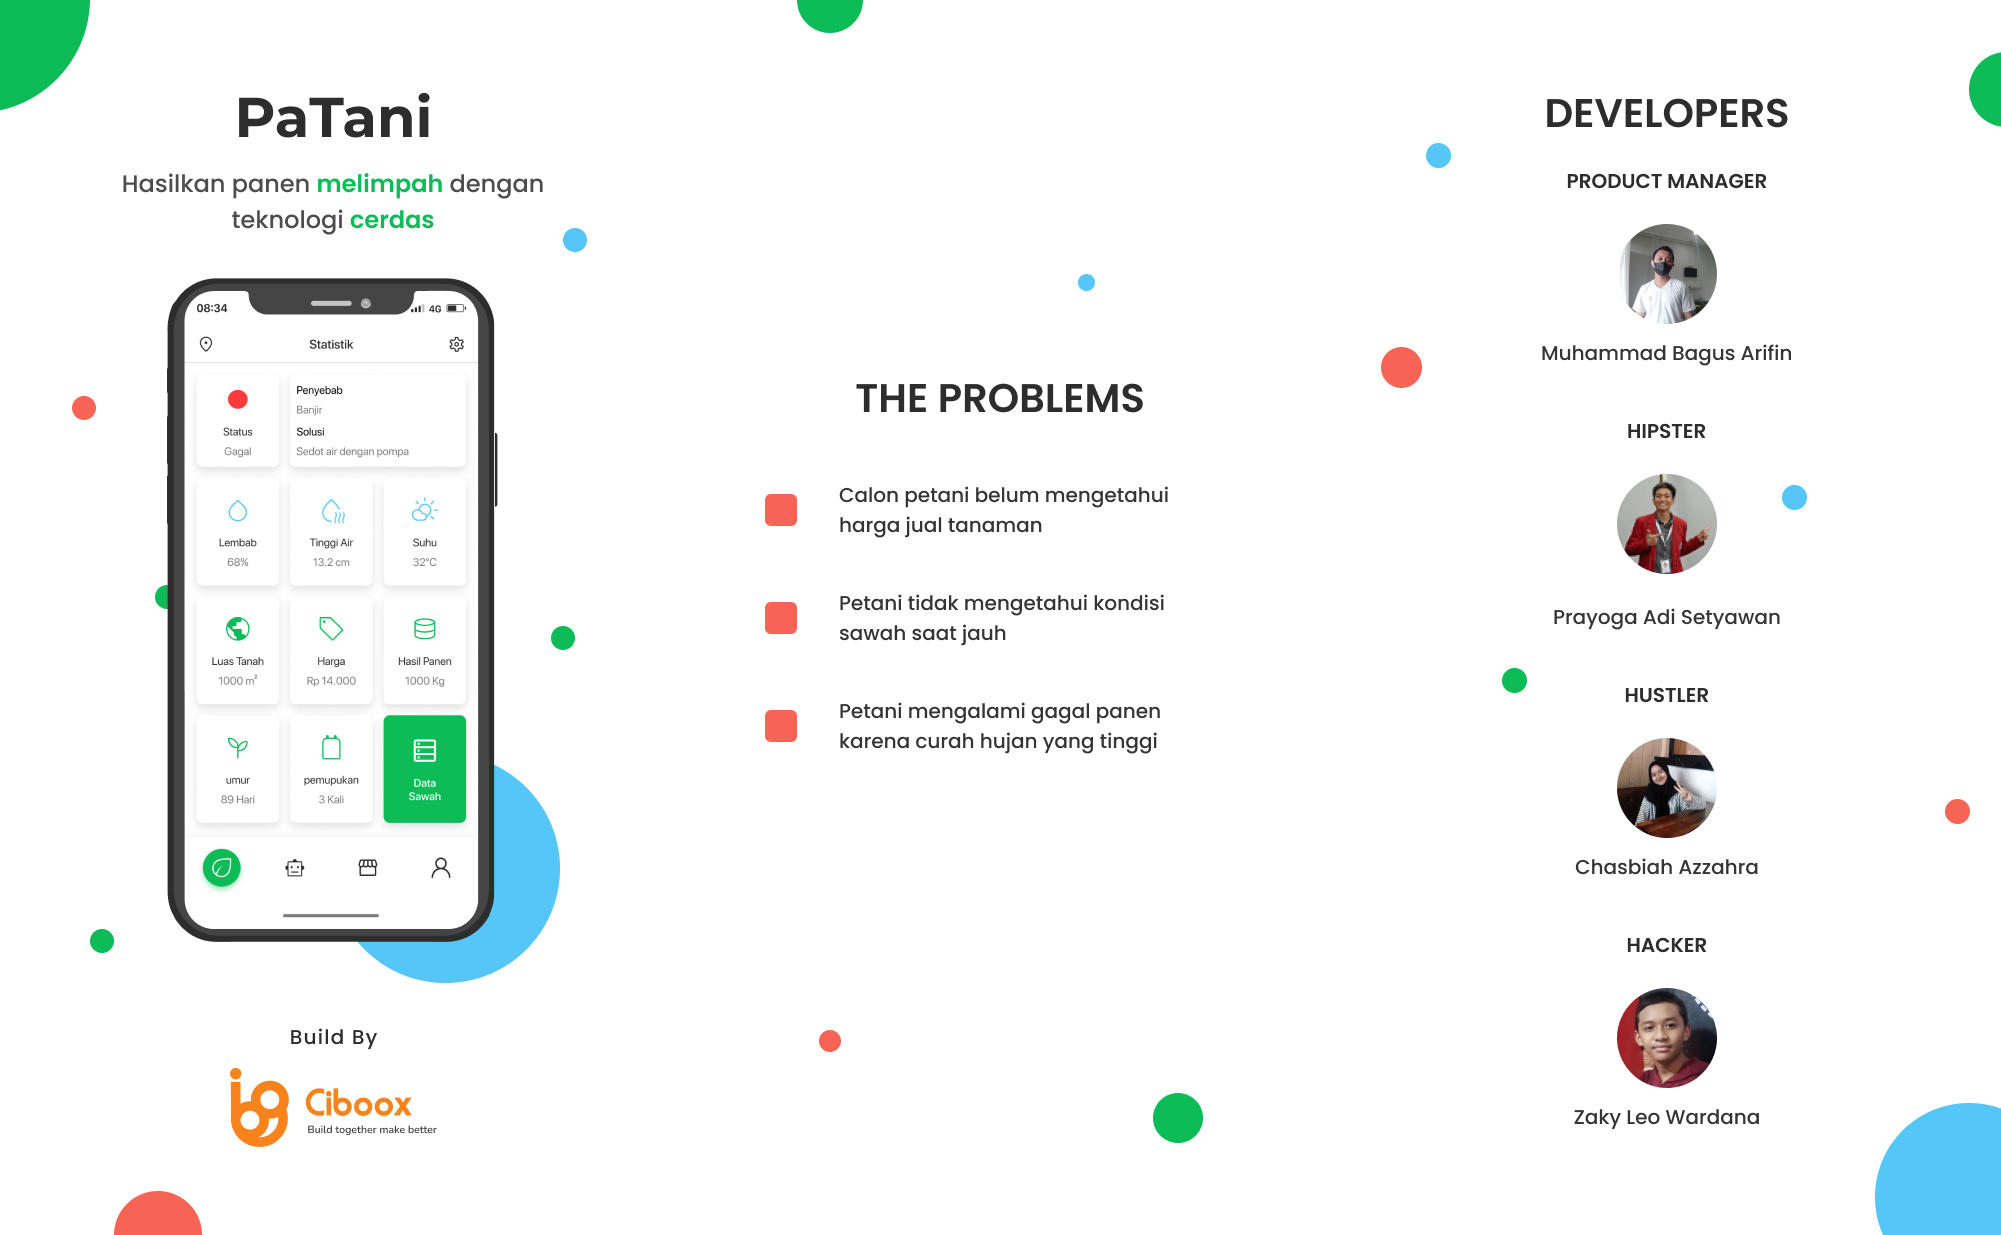 PaTani
Hasilkan panen melimpah dengan
teknologi cerdas
08:34
4G
Statistik
Status
Gagal
Penyebab
Banjir
Solusi
Sedot air dengan pompa
Lembab
68%
Tinggi Air
13.2 cm
Suhu
32°C
Luas Tanah
1000 m²
Harga
Rp 14.000
Hasil Panen
1000 Kg
umur
89 Hari
pemupukan
3 Kali
Data
Sawah
Build By
Ciboox
Build together make better
THE PROBLEMS
Calon petani belum mengetahui
harga jual tanaman
Petani tidak mengetahui kondisi
sawah saat jauh
Petani mengalami gagal panen
karena curah hujan yang tinggi
DEVELOPERS
PRODUCT MANAGER
Muhammad Bagus Arifin
HIPSTER
Prayoga Adi Setyawan
HUSTLER
Chasbiah Azzahra
HACKER
Zaky Leo Wardana